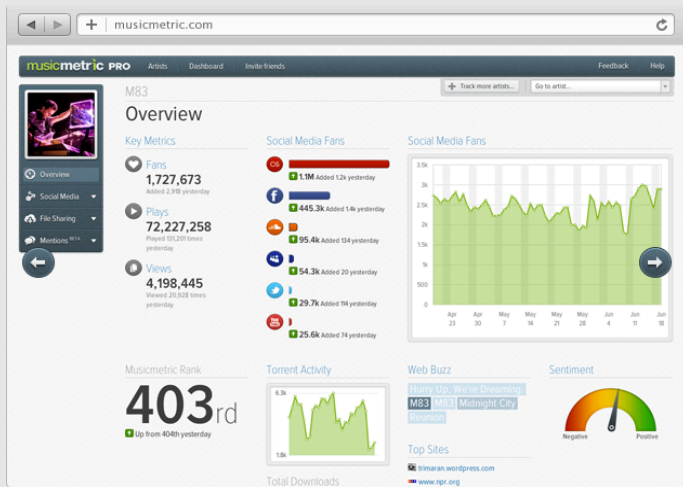 musicmetric.com
musicmetric PRO Artists Dashboard Invite friends Feedback Help
M83
Track more artists...
Go to artist...
Overview
Overview
Social Media
File Sharing
Mentions BETA
Key Metrics
Fans
1,727,673
Added 2,918 yesterday
Plays
72,227,258
Played 131,201 times
yesterday
Views
4,198,445
Viewed 20,928 times
yesterday
Social Media Fans
1.1M Added 1.2k yesterday
445.3k Added 1.4k yesterday
95.4k Added 134 yesterday
54.3k Added 20 yesterday
29.7k Added 114 yesterday
You
Tube
25.6k Added 74 yesterday
Social Media Fans
3.5k
3k
2.5k
2k
1.5k
1k
500
0
Apr Apr May May May May Jun Jun Jun
23 30 7 14 21 28 4 11 18
Musicmetric Rank
403rd
Up from 404th yesterday
Torrent Activity
6.3k
1.8k
Total Downloads
Web Buzz
Hurry Up, We're Dreaming
M83 M83 Midnight City
Reunion
Top Sites
trimaran.wordpress.com
www.npr.org
Sentiment
Negative Positive